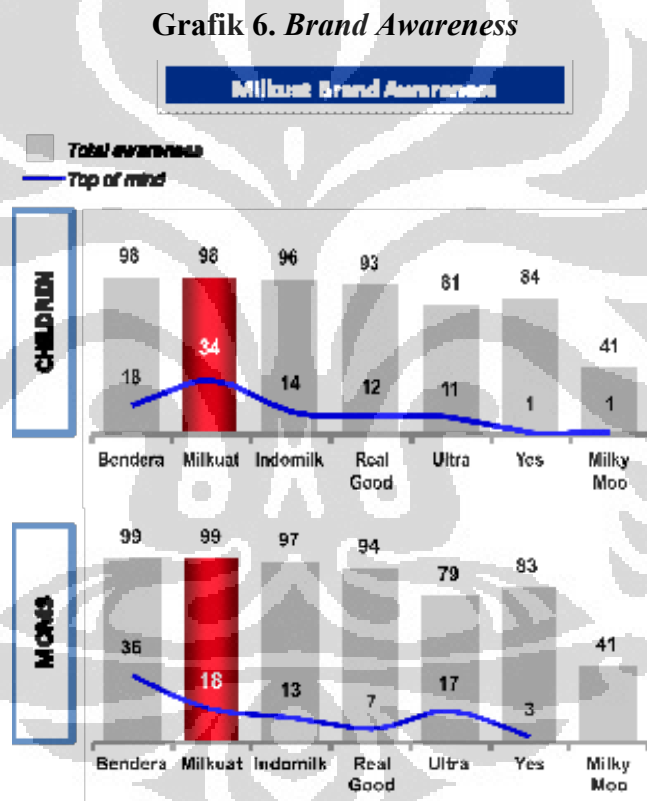 Grafik 6. Brand Awareness
Milkuat Brand Awareness
Total awareness
Top of mind
CHILDREN
98 98 96 93 81 84 41
18 34 14 12 11 1 1
Bendera Milkuat Indomilk Real Good Ultra Yes Milky Moo
MOMS
99 99 97 94 79 83 41
36 18 13 7 17 3
Bendera Milkuat Indomilk Real Good Ultra Yes Milky Moo